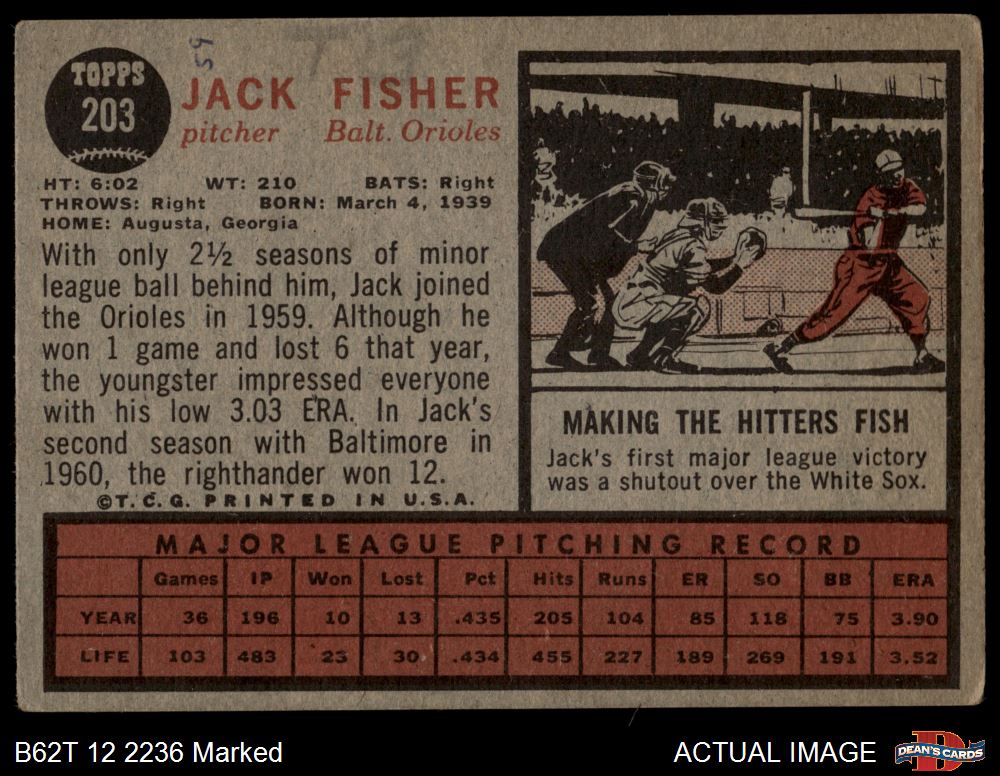 TOPPS
203
59
JACK FISHER
pitcher Balt. Orioles
HT: 6:02 WT: 210 BATS: Right
THROWS: Right BORN: March 4, 1939
HOME: Augusta, Georgia
With only 2½ seasons of minor
league ball behind him, Jack joined
the Orioles in 1959. Although he
won 1 game and lost 6 that year,
the youngster impressed everyone
with his low 3.03 ERA. In Jack's
second season with Baltimore in
1960, the righthander won 12.
©T.C.G. PRINTED IN U.S.A.
MAKING THE HITTERS FISH
Jack's first major league victory
was a shutout over the White Sox.
MAJOR LEAGUE PITCHING RECORD
Games IP Won Lost Pct Hits Runs ER SO BB ERA
YEAR 36 196 10 13 .435 205 104 85 118 75 3.90
LIFE 103 483 23 30 .434 455 227 189 269 191 3.52
B62T 12 2236 Marked
ACTUAL IMAGE
D
DEAN'S CARDS